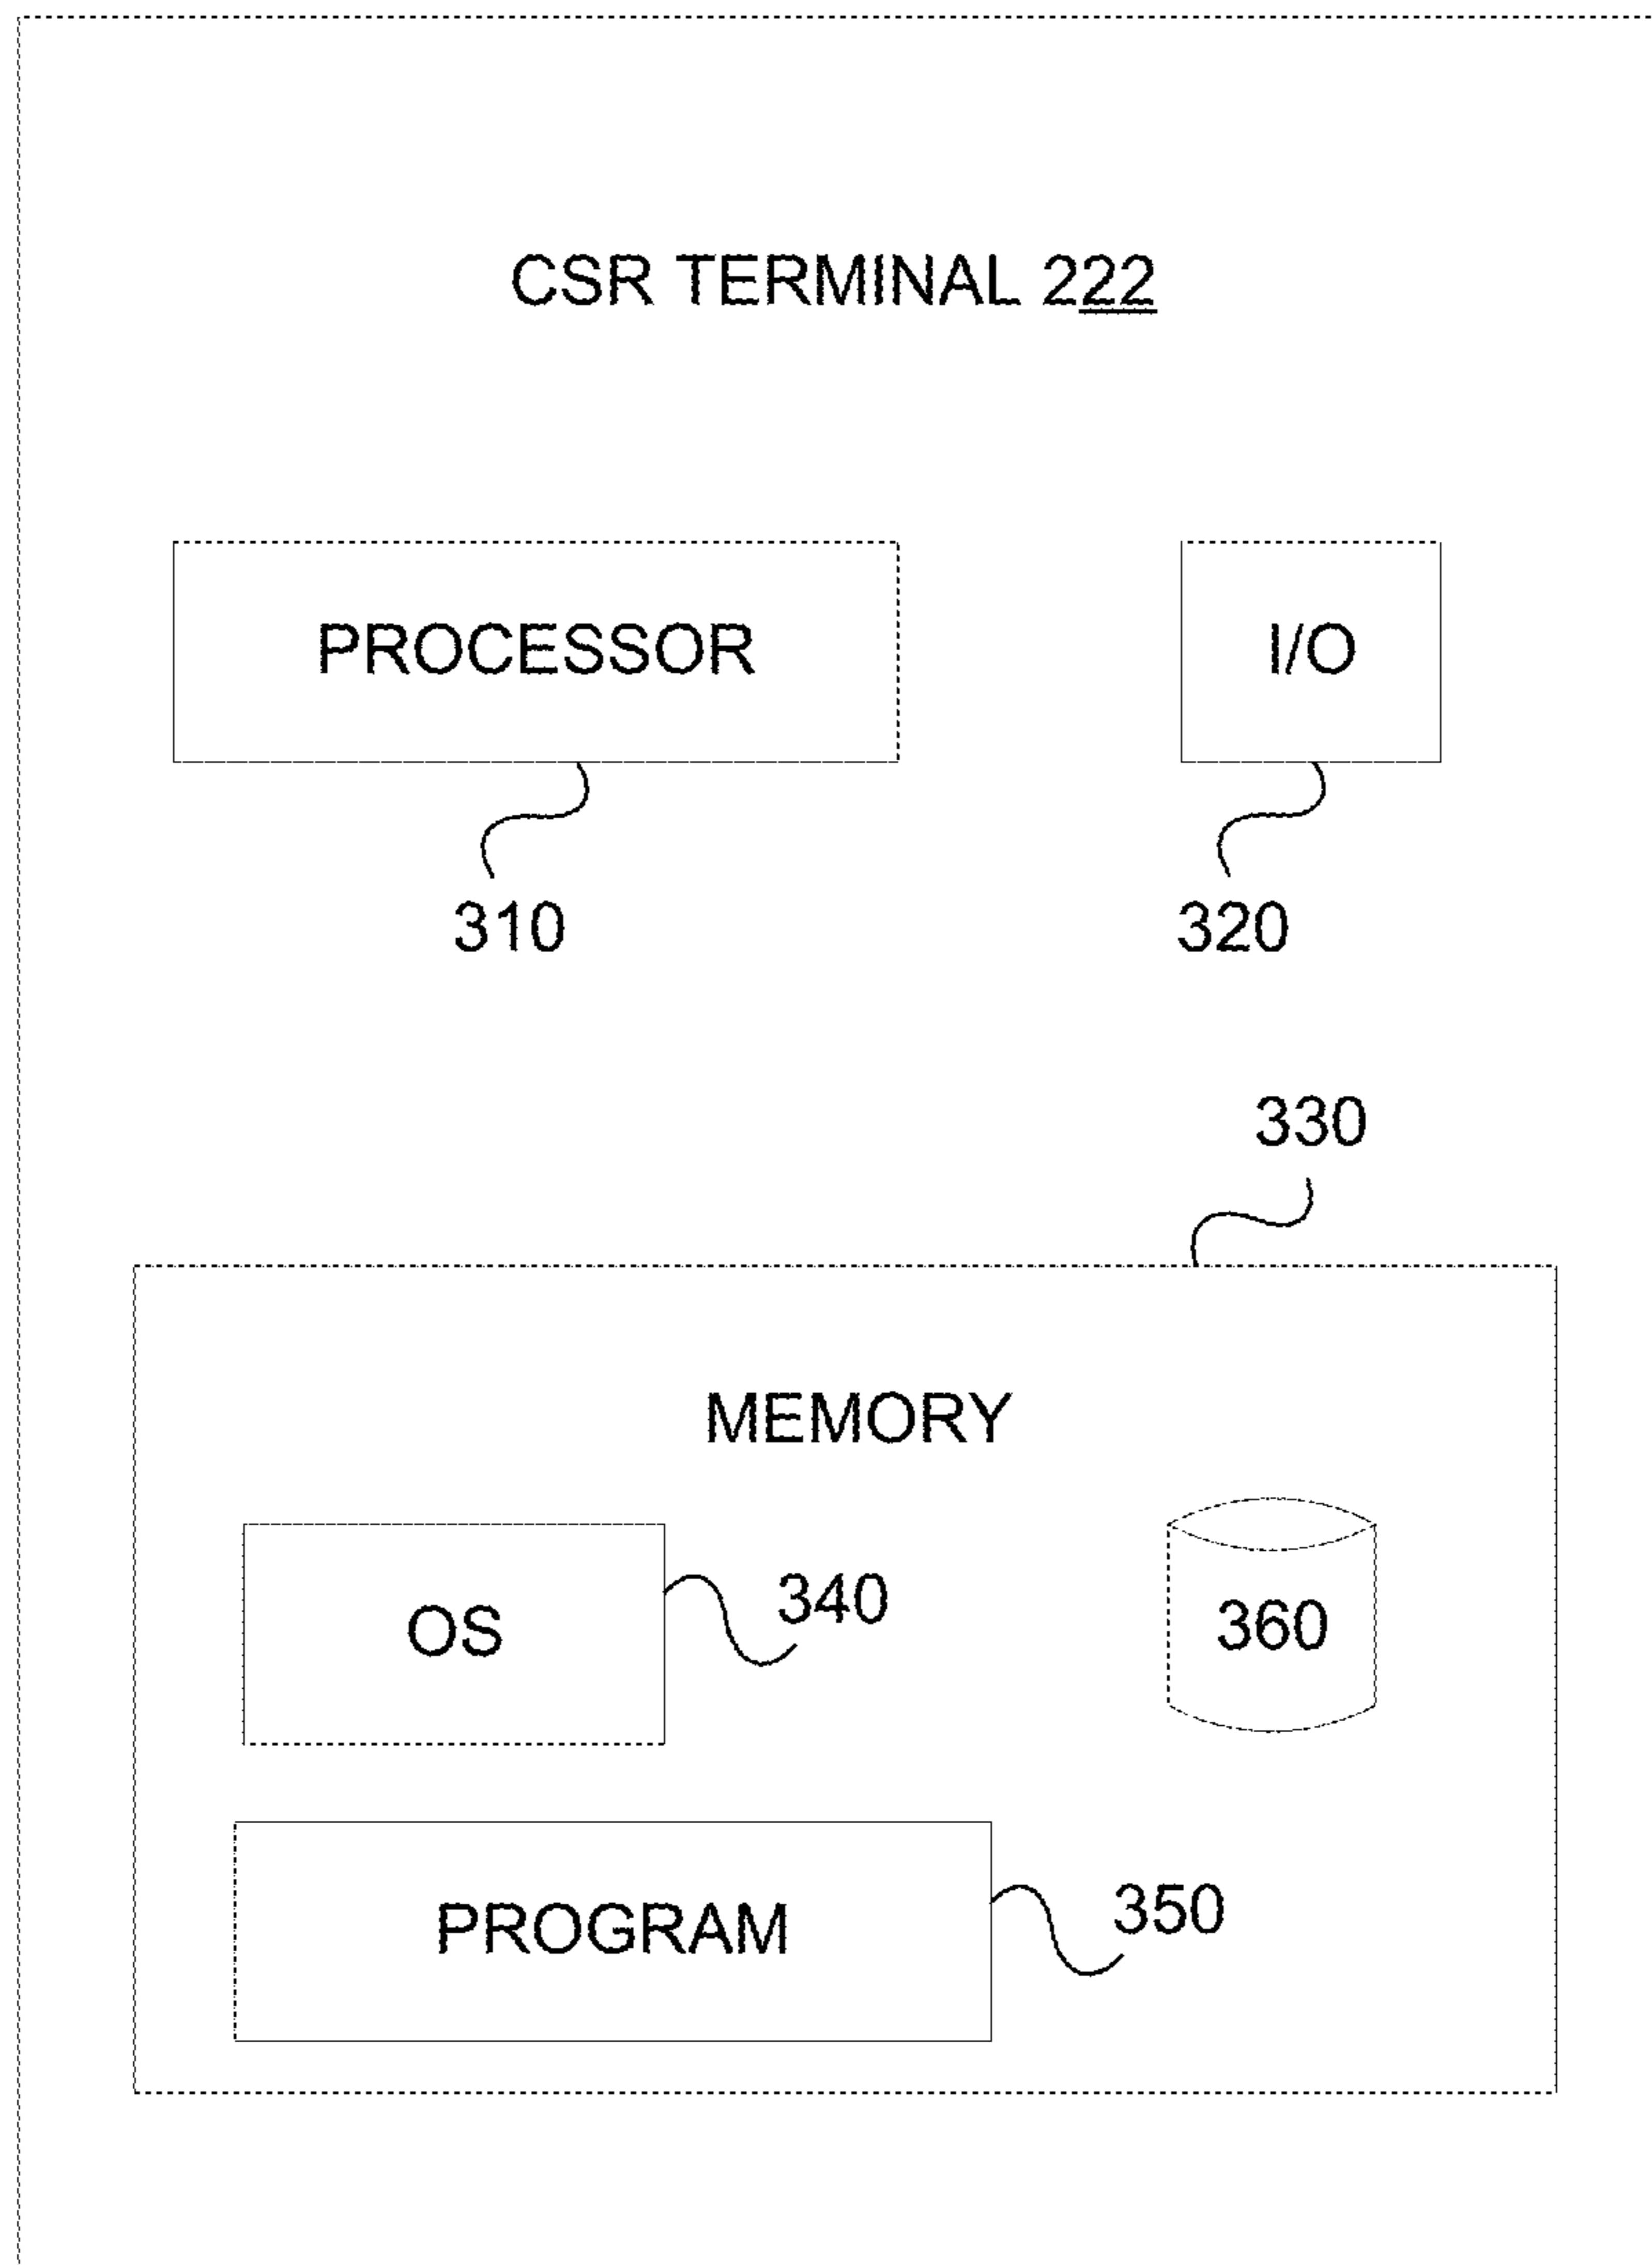 CSR TERMINAL 222
PROCESSOR
I/O
310
320
330
MEMORY
OS
340
360
PROGRAM
350